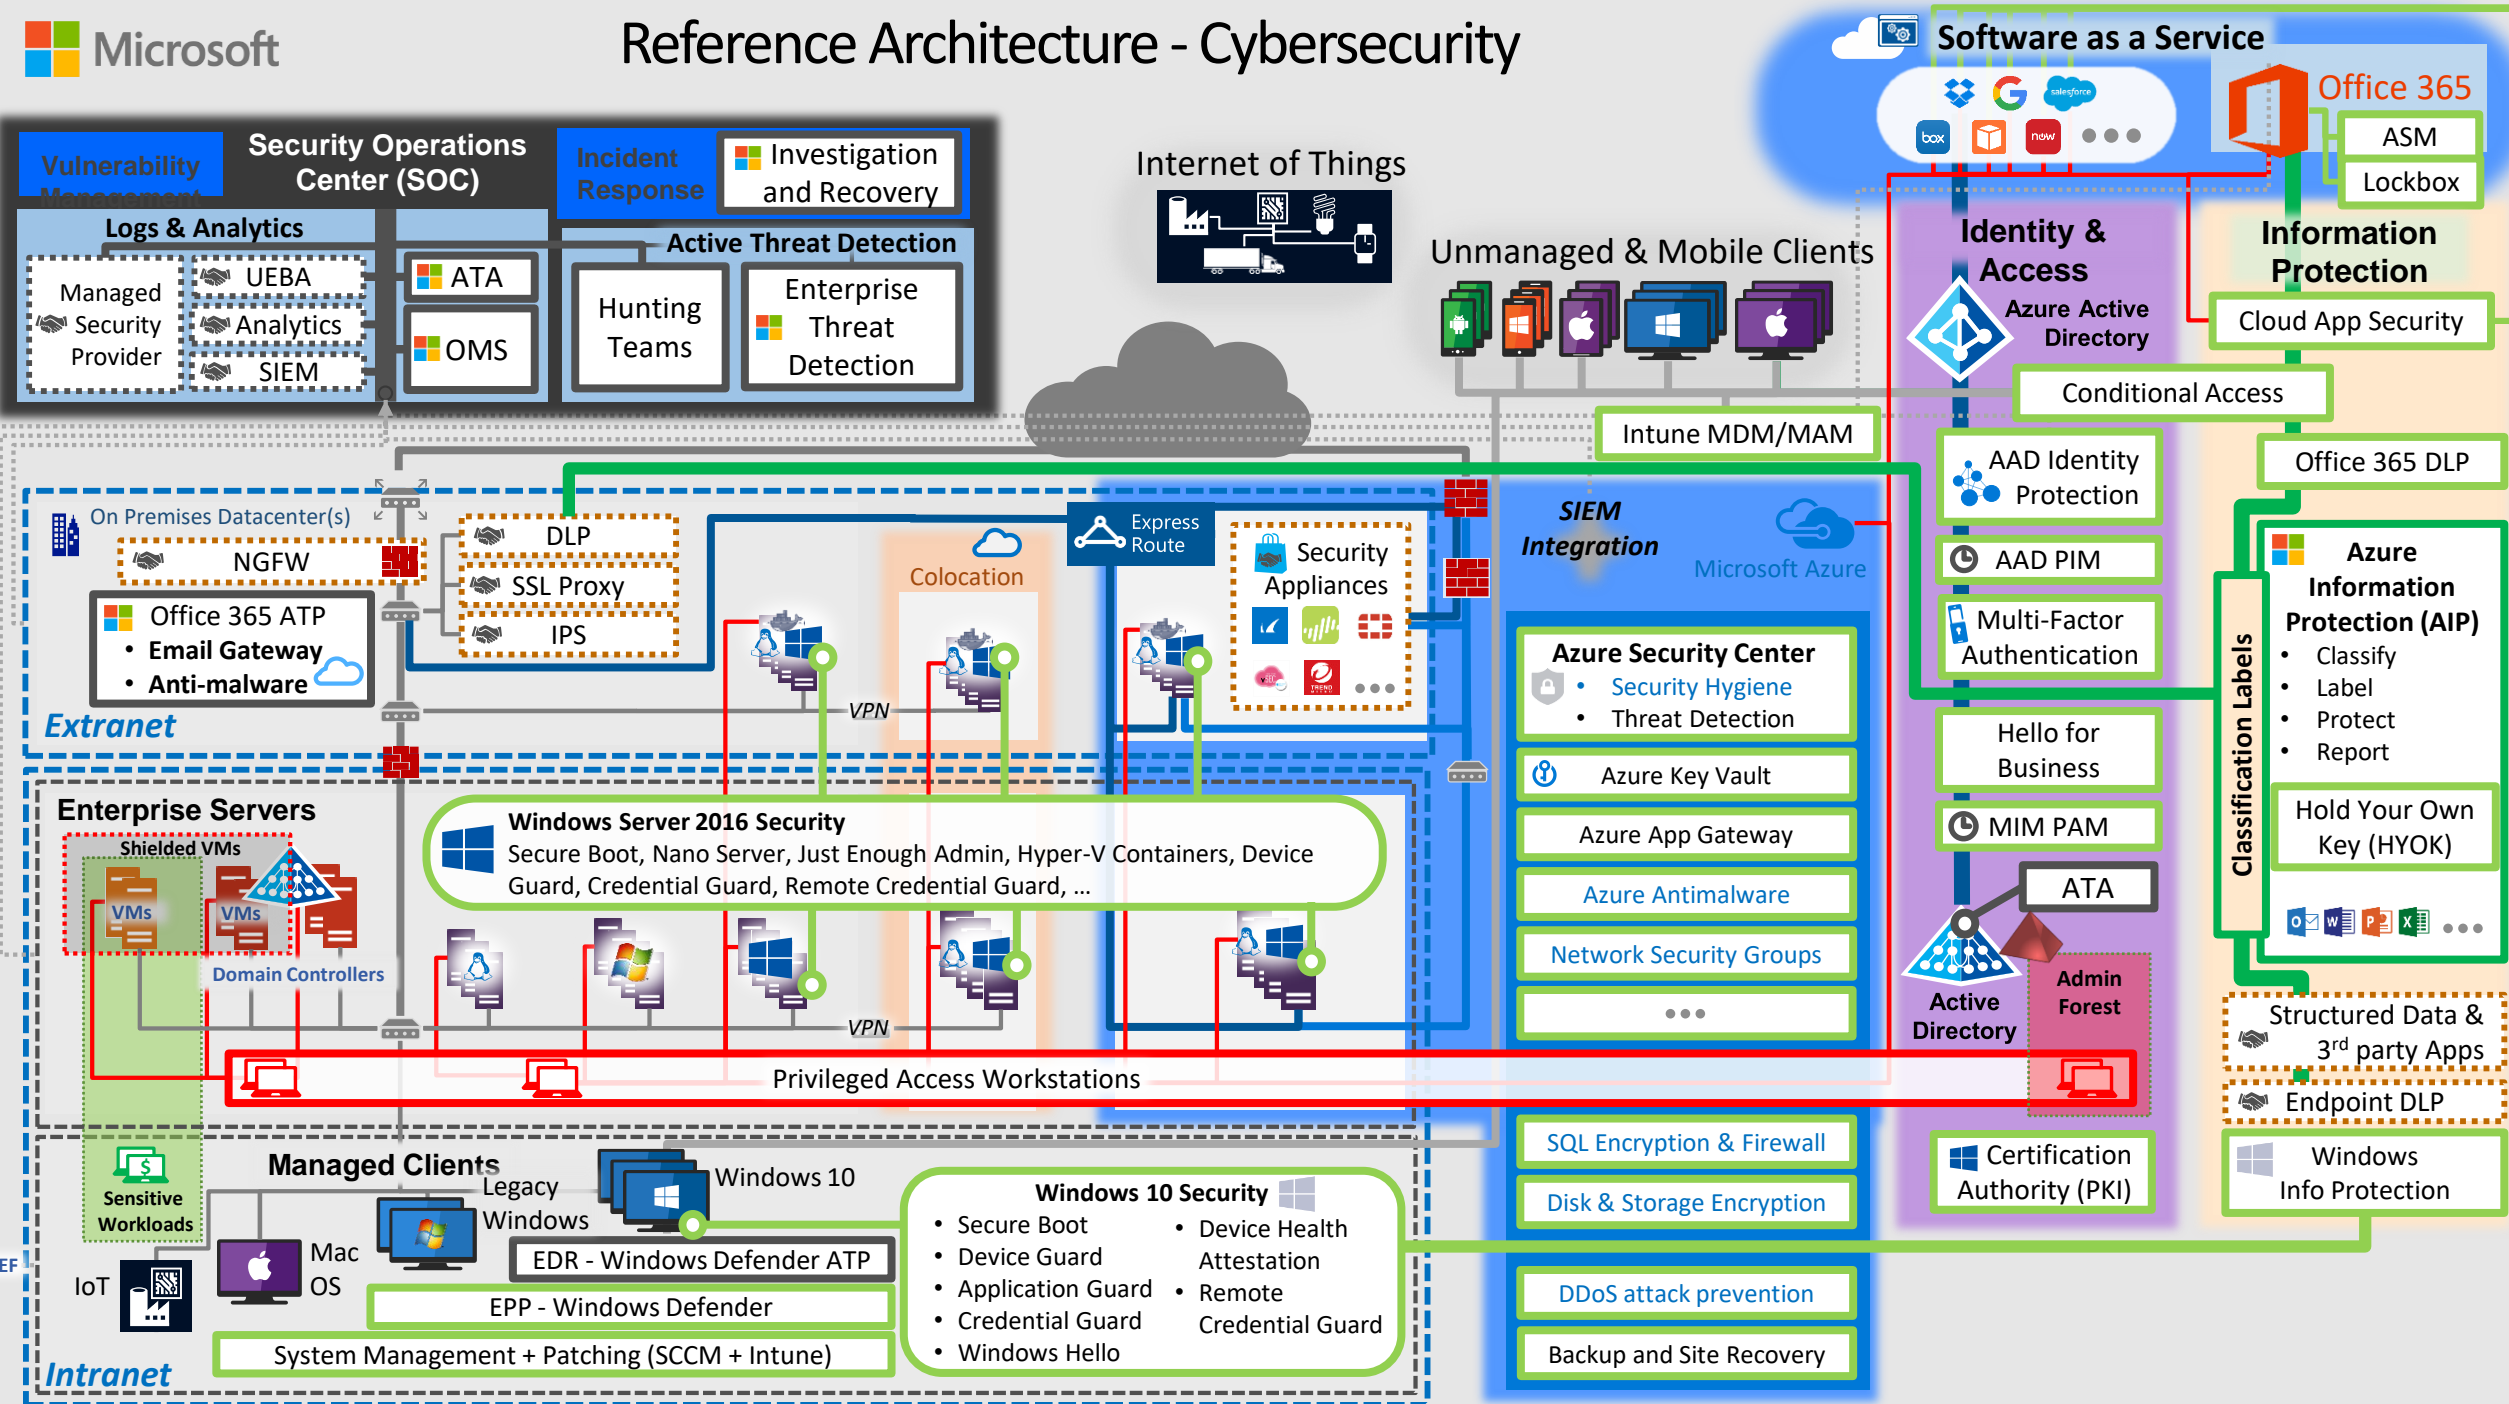 Microsoft
Reference Architecture - Cybersecurity
Vulnerability
Management
Security Operations
Center (SOC)
Incident
Response
Investigation
and Recovery
Logs & Analytics
Managed
Security
Provider
UEBA
Analytics
SIEM
ATA
OMS
Active Threat Detection
Hunting
Teams
Enterprise
Threat
Detection
Internet of Things
Unmanaged & Mobile Clients
Intune MDM/MAM
Software as a Service
salesforce
box
now
Office 365
ASM
Lockbox
Identity &
Access
Azure Active
Directory
Information
Protection
Cloud App Security
Conditional Access
Office 365 DLP
AAD Identity
Protection
AAD PIM
Multi-Factor
Authentication
Hello for
Business
MIM PAM
ATA
Active
Directory
Admin
Forest
Certification
Authority (PKI)
Classification Labels
Azure
Information
Protection (AIP)
• Classify
• Label
• Protect
• Report
Hold Your Own
Key (HYOK)
Structured Data &
3rd party Apps
Endpoint DLP
Windows
Info Protection
On Premises Datacenter(s)
NGFW
Office 365 ATP
• Email Gateway
• Anti-malware
DLP
SSL Proxy
IPS
Extranet
VPN
Colocation
Express
Route
Security
Appliances
TREND
SIEM
Integration
Microsoft Azure
Azure Security Center
• Security Hygiene
• Threat Detection
Azure Key Vault
Azure App Gateway
Azure Antimalware
Network Security Groups
SQL Encryption & Firewall
Disk & Storage Encryption
DDoS attack prevention
Backup and Site Recovery
Enterprise Servers
Shielded VMs
VMs
VMs
Domain Controllers
Windows Server 2016 Security
Secure Boot, Nano Server, Just Enough Admin, Hyper-V Containers, Device
Guard, Credential Guard, Remote Credential Guard, ...
VPN
Privileged Access Workstations
Sensitive
Workloads
Managed Clients
Legacy
Windows
Windows 10
Mac
OS
IoT
EF
EDR - Windows Defender ATP
EPP - Windows Defender
System Management + Patching (SCCM + Intune)
Intranet
Windows 10 Security
• Secure Boot
• Device Guard
• Application Guard
• Credential Guard
• Windows Hello
• Device Health
Attestation
• Remote
Credential Guard